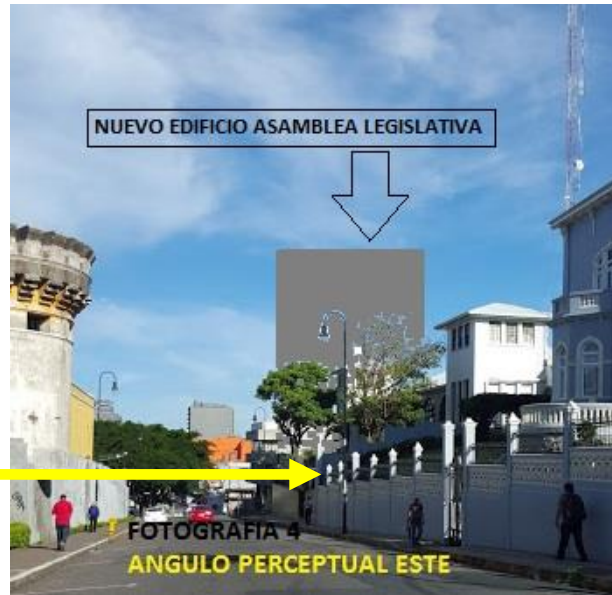 NUEVO EDIFICIO ASAMBLEA LEGISLATIVA
FOTOGRAFIA 4
ANGULO PERCEPTUAL ESTE